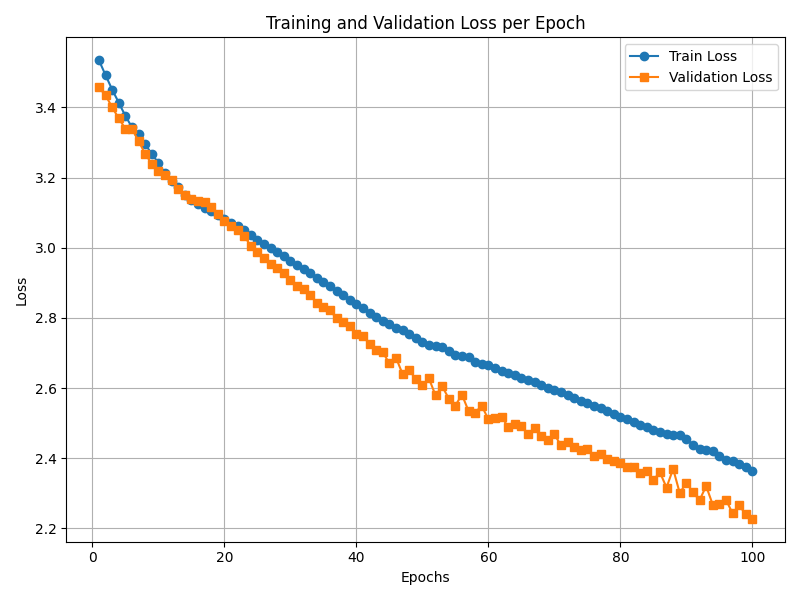 Training and Validation Loss per Epoch
Train Loss
Validation Loss
Loss
3.4
3.2
3.0
2.8
2.6
2.4
2.2
0 20 40 60 80 100
Epochs